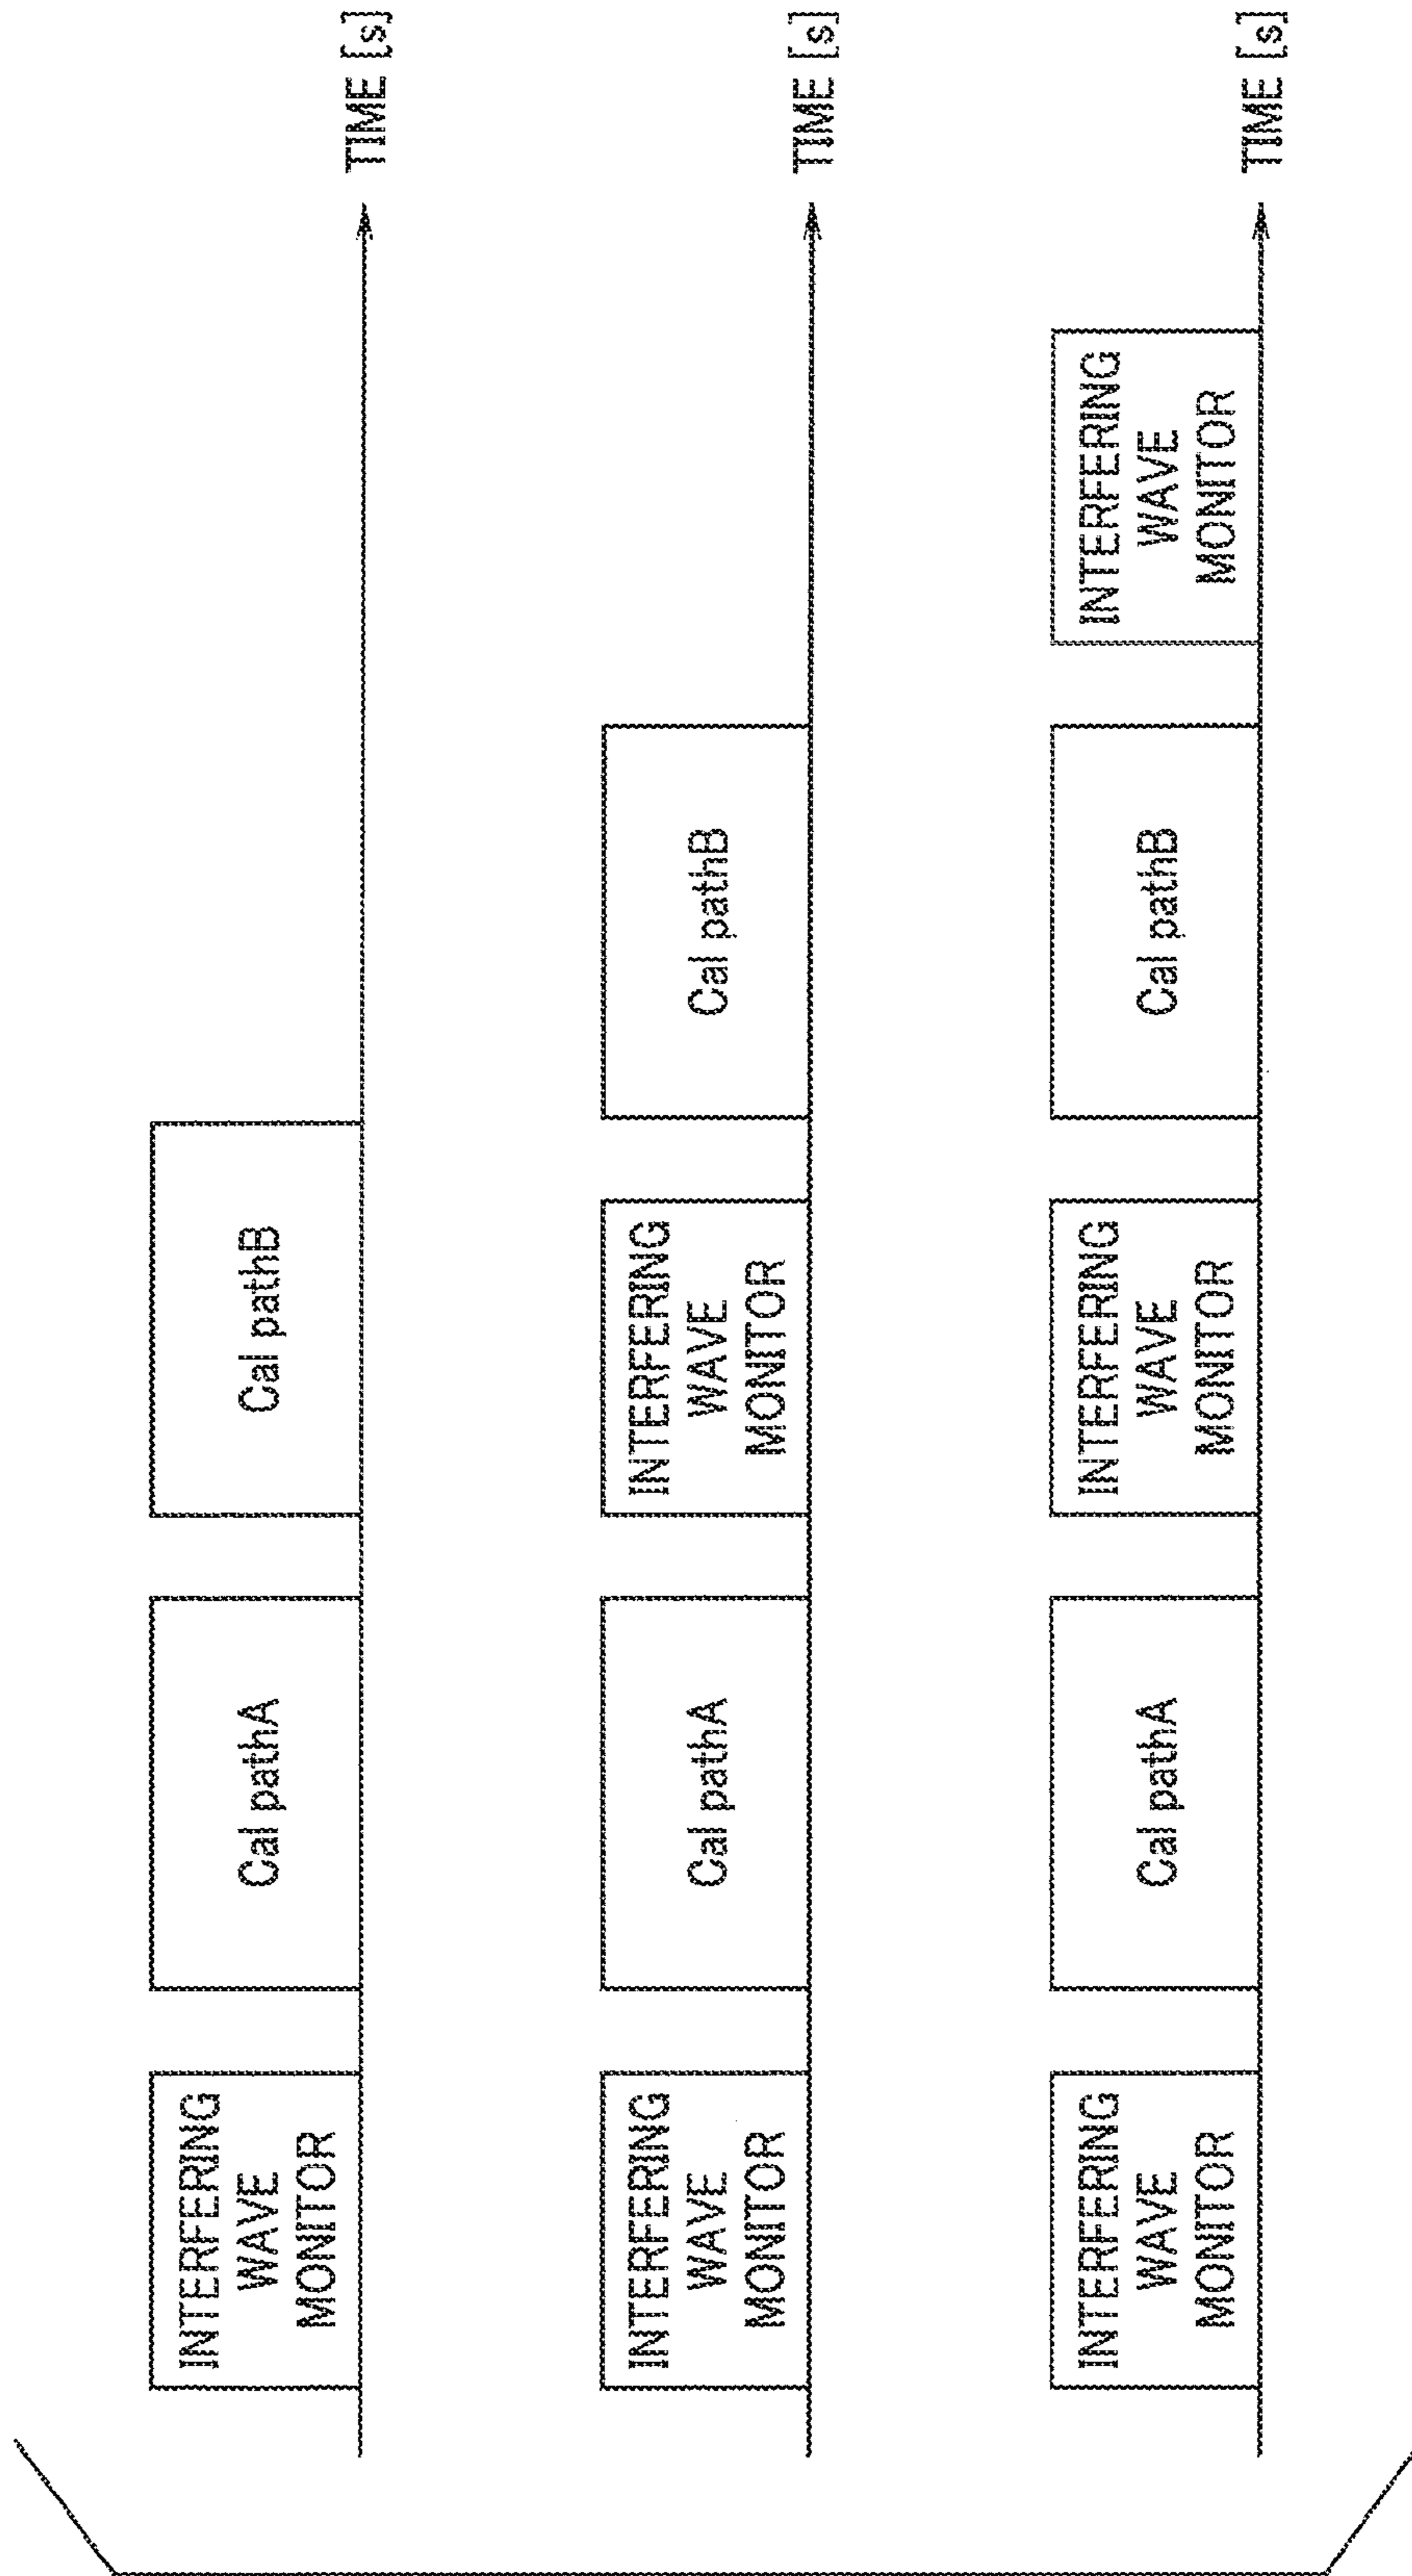 INTERFERING
WAVE
MONITOR
Cal pathA
Cal pathB
TIME [s]
INTERFERING
WAVE
MONITOR
Cal pathA
INTERFERING
WAVE
MONITOR
Cal pathB
TIME [s]
INTERFERING
WAVE
MONITOR
Cal pathA
INTERFERING
WAVE
MONITOR
Cal pathB
INTERFERING
WAVE
MONITOR
TIME [s]